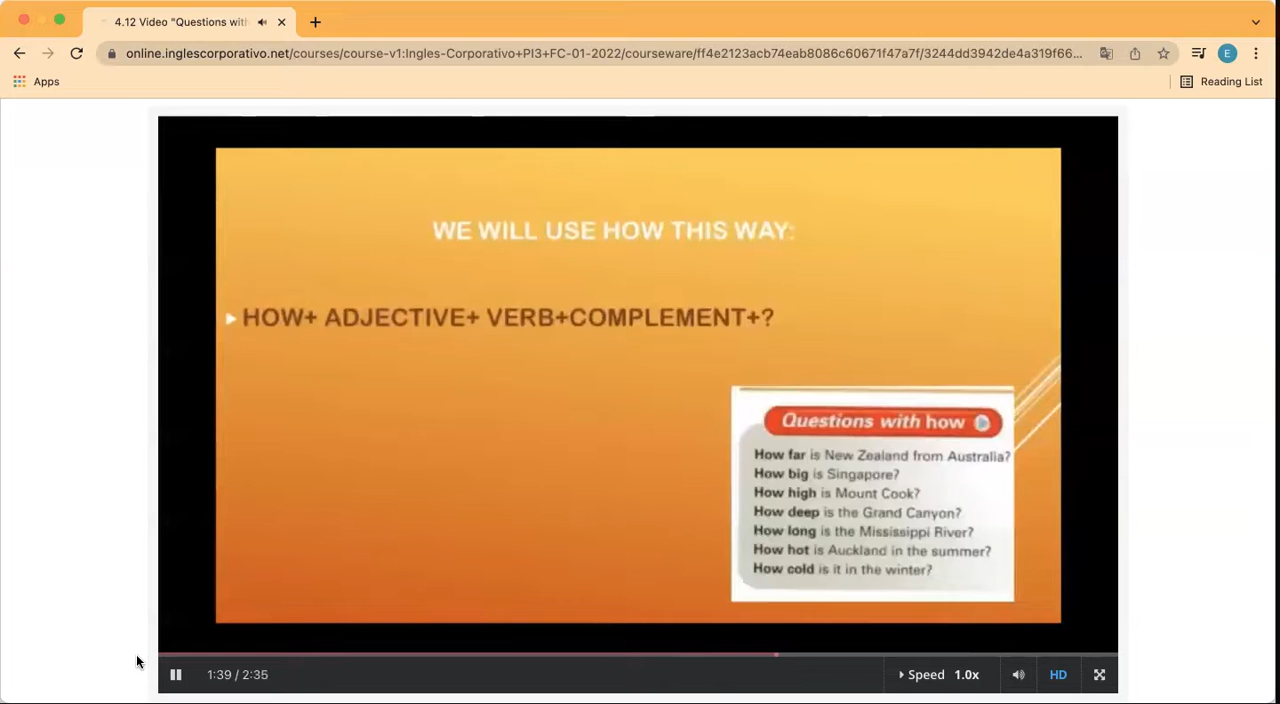 4.12 Video "Questions with
online.inglescorporativo.net/courses/course-v1:Ingles-Corporativo+PI3+FC-01-2022/courseware/ff4e2123acb74eab8086c60671f47a7f/3244dd3942de4a319f66...
E
Apps
Reading List
WE WILL USE HOW THIS WAY:
HOW+ ADJECTIVE+ VERB+COMPLEMENT+?
Questions with how
How far is New Zealand from Australia?
How big is Singapore?
How high is Mount Cook?
How deep is the Grand Canyon?
How long is the Mississippi River?
How hot is Auckland in the summer?
How cold is it in the winter?
1:39 / 2:35
Speed 1.0x
HD